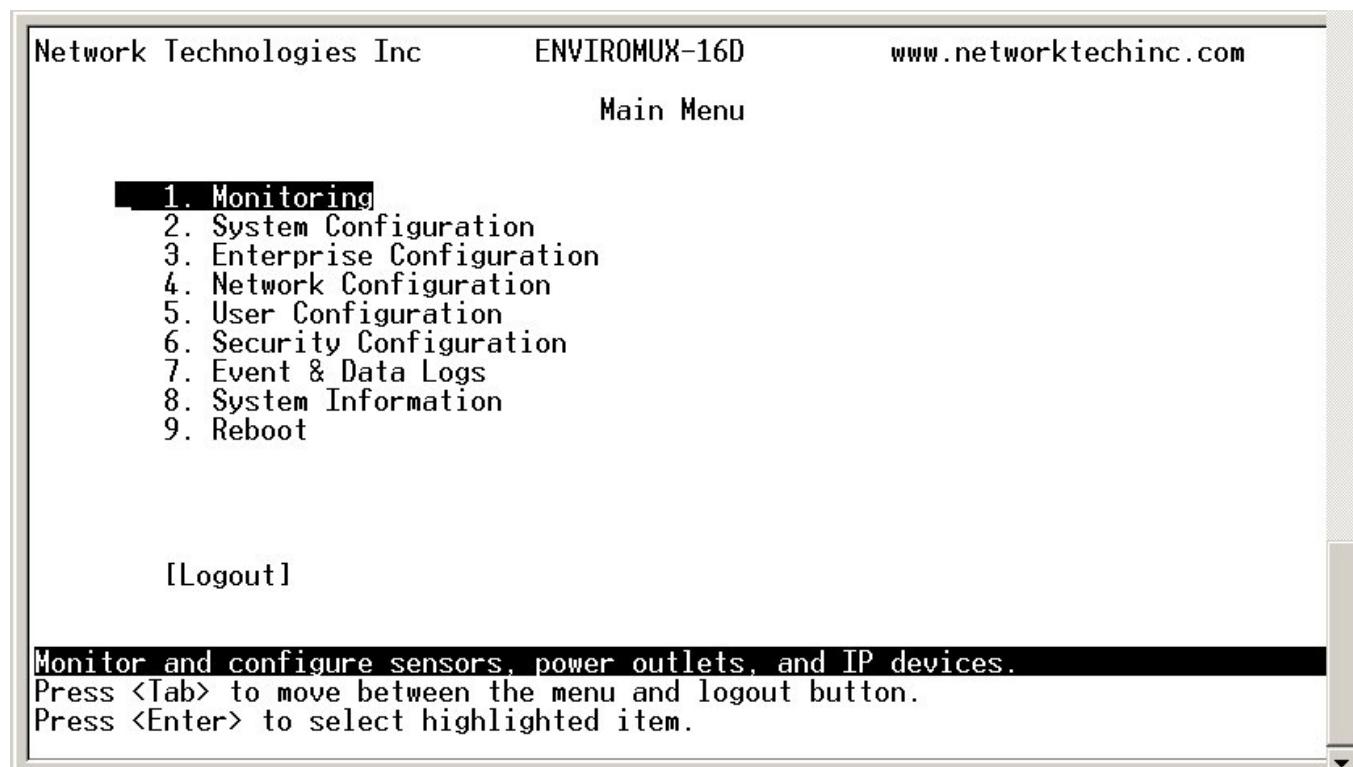 Network Technologies Inc ENVIROMUX-16D www.networktechinc.com
Main Menu
1. Monitoring
2. System Configuration
3. Enterprise Configuration
4. Network Configuration
5. User Configuration
6. Security Configuration
7. Event & Data Logs
8. System Information
9. Reboot
[Logout]
Monitor and configure sensors, power outlets, and IP devices.
Press <Tab> to move between the menu and logout button.
Press <Enter> to select highlighted item.